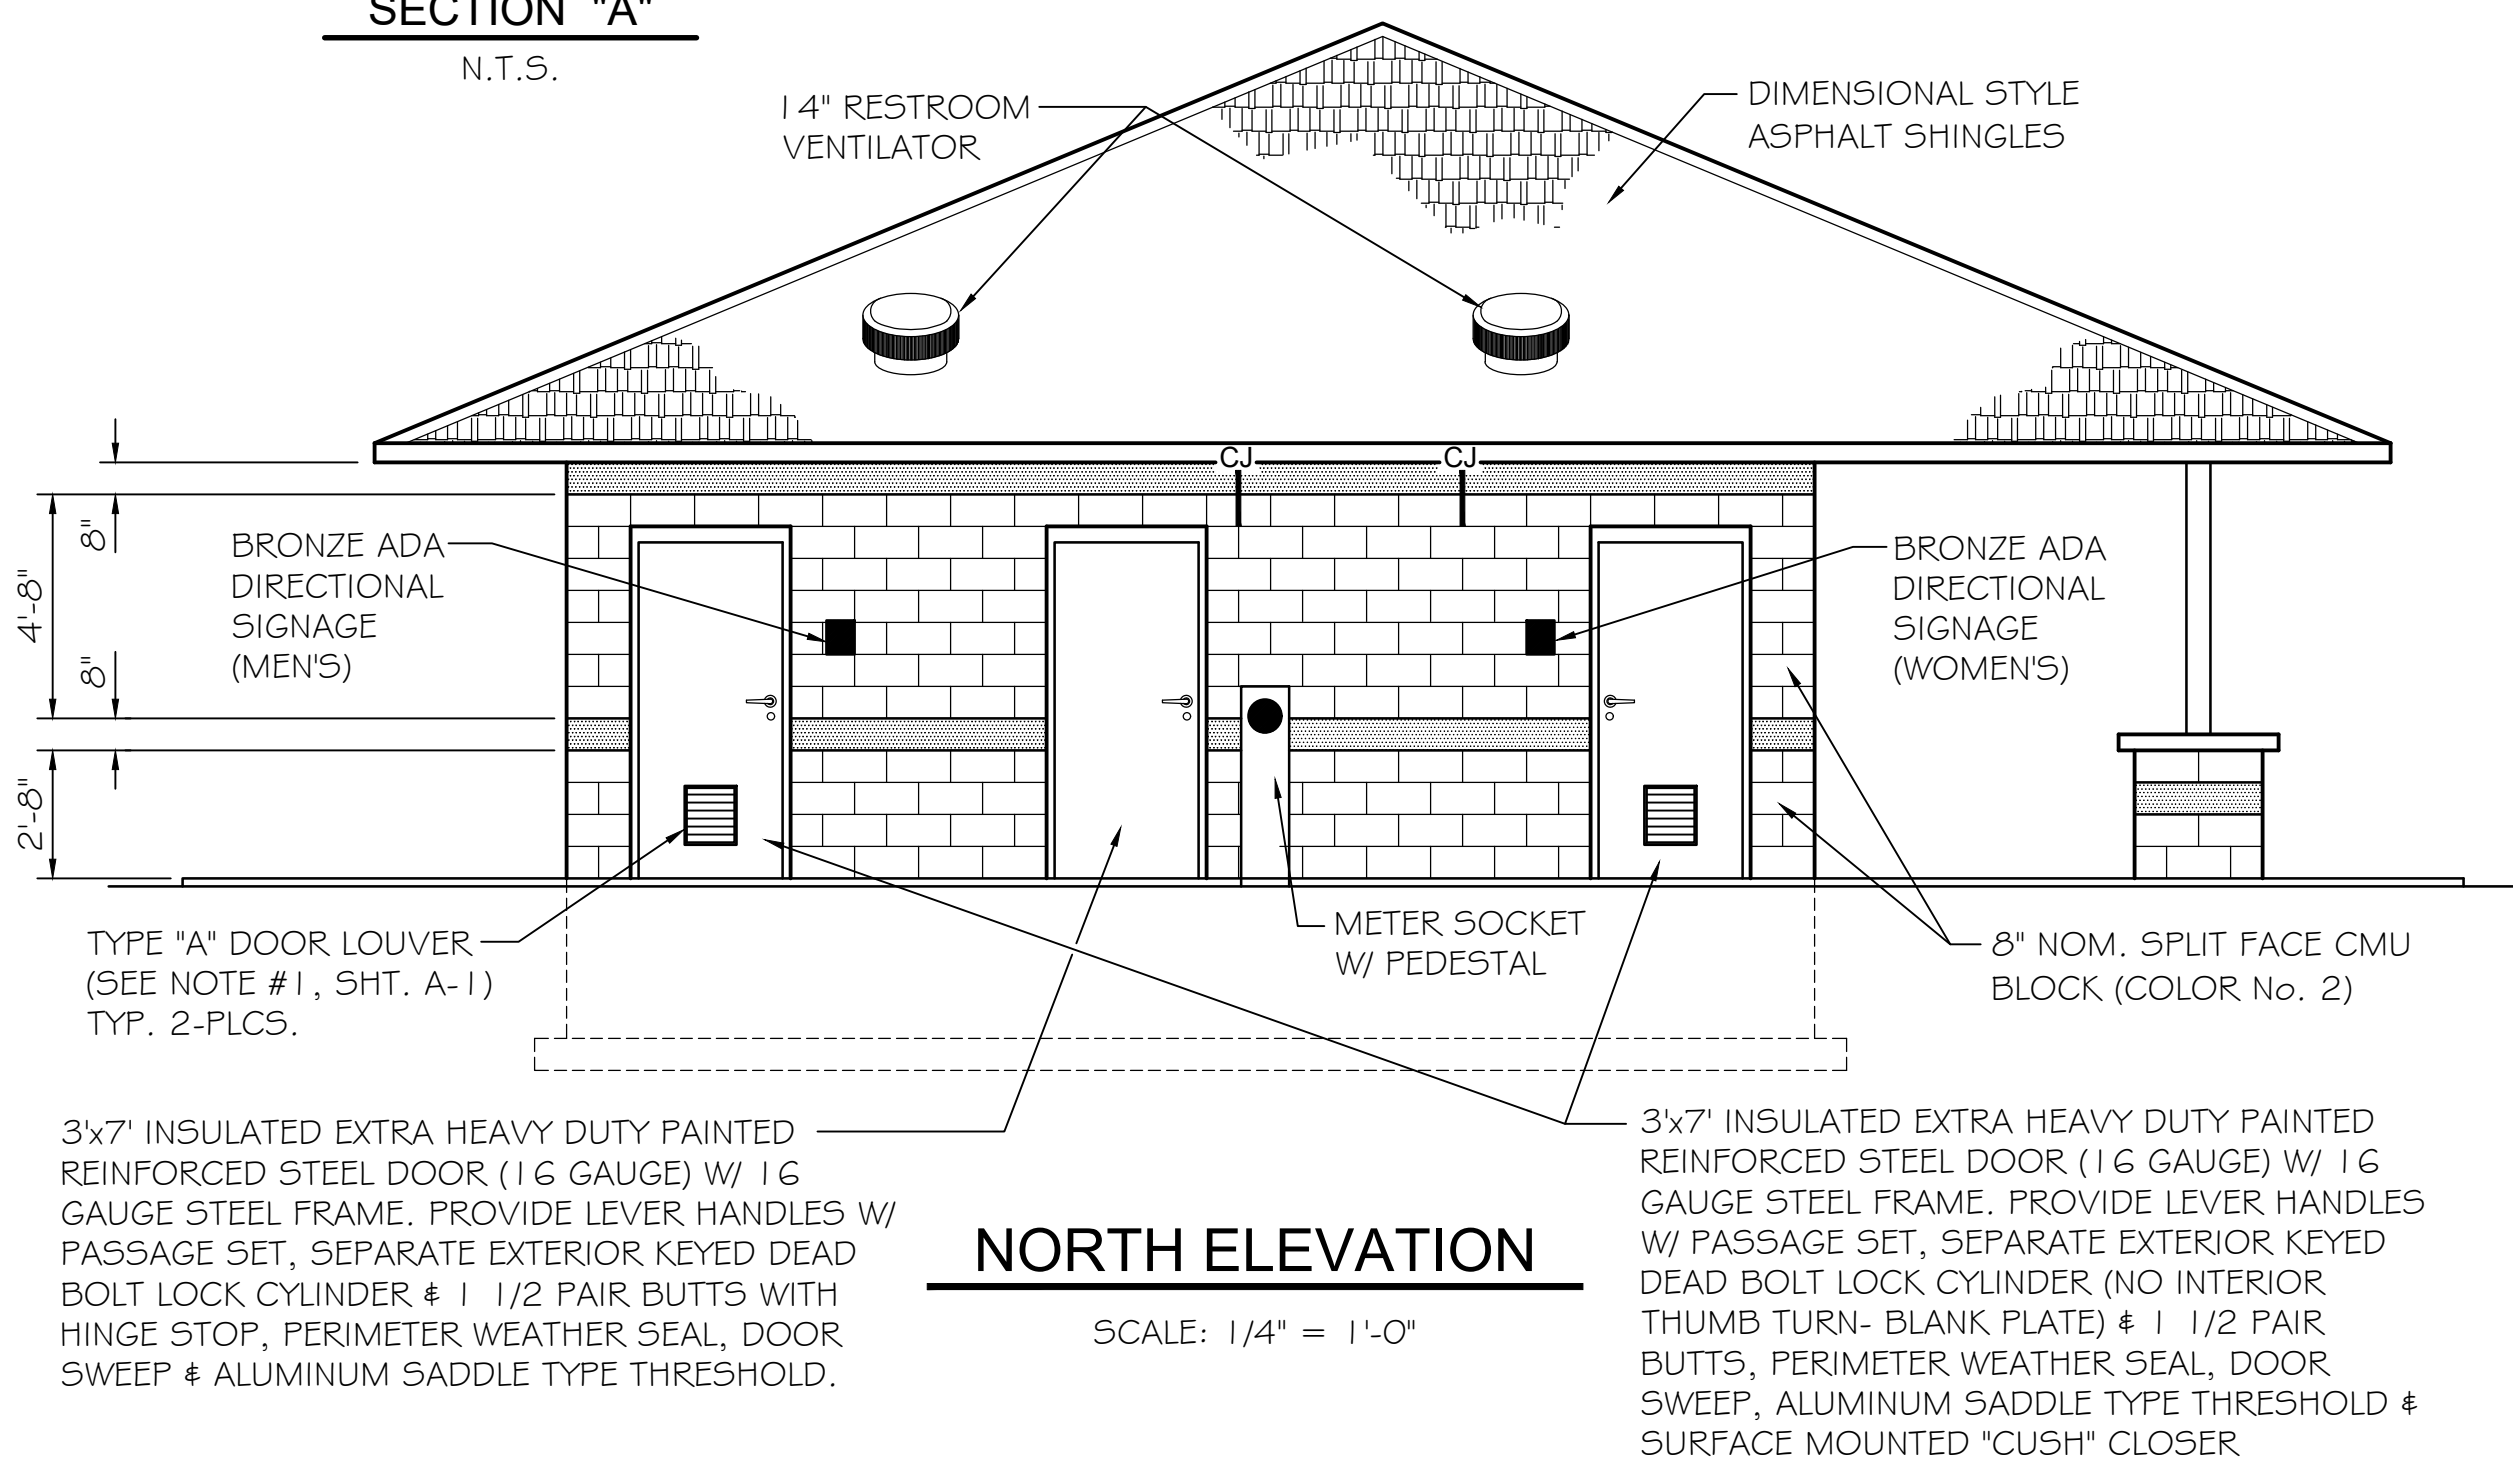 SECTION "A"
N.T.S.
14" RESTROOM
VENTILATOR
DIMENSIONAL STYLE
ASPHALT SHINGLES
CJ
CJ
8"
4'-8"
8"
2'-8"
BRONZE ADA
DIRECTIONAL
SIGNAGE
(MEN'S)
BRONZE ADA
DIRECTIONAL
SIGNAGE
(WOMEN'S)
TYPE "A" DOOR LOUVER
(SEE NOTE #1, SHT. A-1)
TYP. 2-PLCS.
METER SOCKET
W/ PEDESTAL
8" NOM. SPLIT FACE CMU
BLOCK (COLOR No. 2)
3'x7' INSULATED EXTRA HEAVY DUTY PAINTED
REINFORCED STEEL DOOR (16 GAUGE) W/ 16
GAUGE STEEL FRAME. PROVIDE LEVER HANDLES W/
PASSAGE SET, SEPARATE EXTERIOR KEYED DEAD
BOLT LOCK CYLINDER & 1 1/2 PAIR BUTTS WITH
HINGE STOP, PERIMETER WEATHER SEAL, DOOR
SWEEP & ALUMINUM SADDLE TYPE THRESHOLD.
NORTH ELEVATION
SCALE: 1/4" = 1'-0"
3'x7' INSULATED EXTRA HEAVY DUTY PAINTED
REINFORCED STEEL DOOR (16 GAUGE) W/ 16
GAUGE STEEL FRAME. PROVIDE LEVER HANDLES
W/ PASSAGE SET, SEPARATE EXTERIOR KEYED
DEAD BOLT LOCK CYLINDER (NO INTERIOR
THUMB TURN- BLANK PLATE) & 1 1/2 PAIR
BUTTS, PERIMETER WEATHER SEAL, DOOR
SWEEP, ALUMINUM SADDLE TYPE THRESHOLD &
SURFACE MOUNTED "CUSH" CLOSER